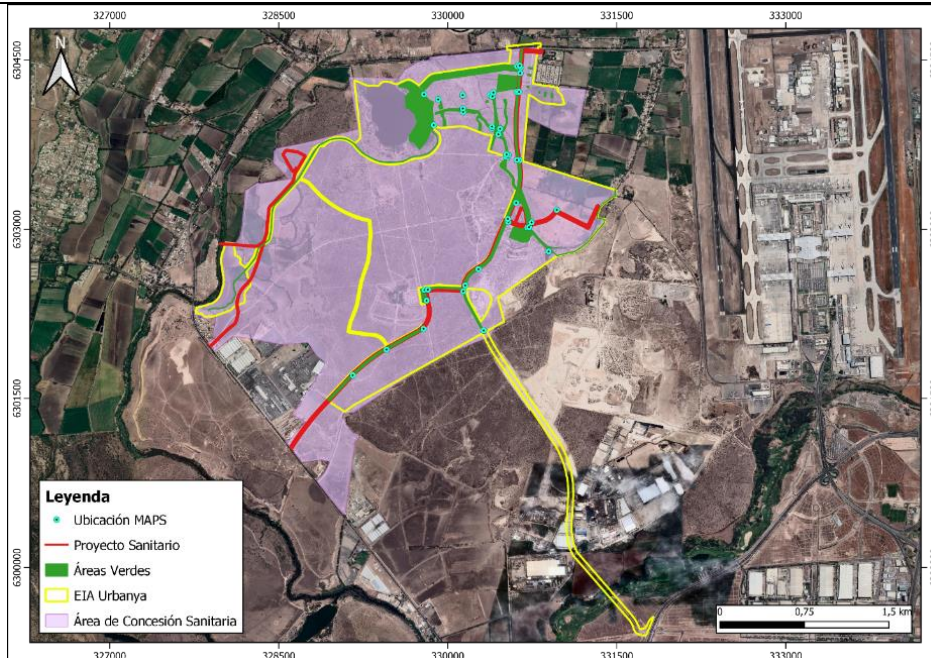 327000 328500 330000 331500 333000
6304500
N
6303000
6301500
6300000
Leyenda
Ubicación MAPS
Proyecto Sanitario
Áreas Verdes
EIA Urbanya
Área de Concesión Sanitaria
0 0,75 1,5 km
327000 328500 330000 331500 333000